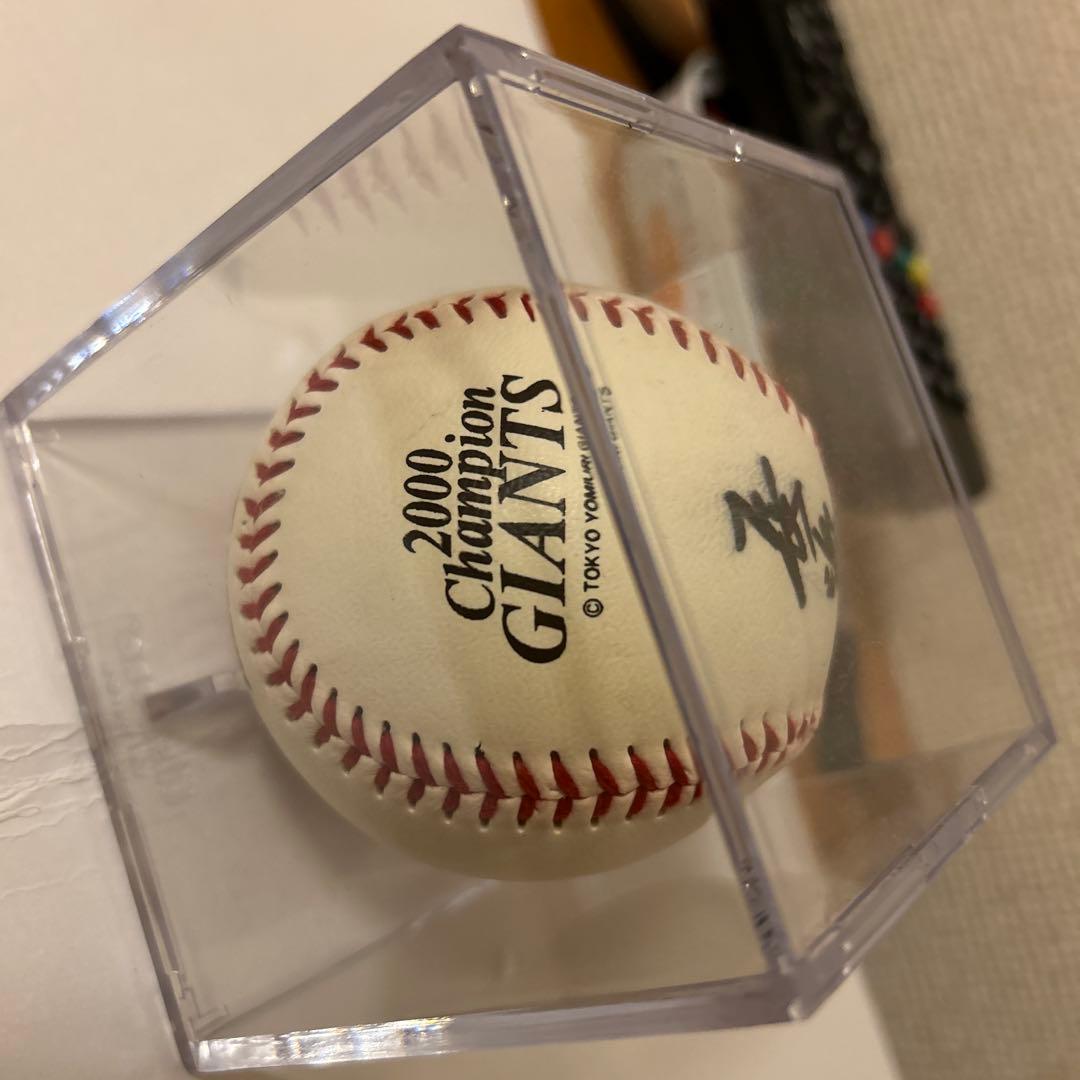 2000
Champion
GIANTS
© TOKYO YOMIURI GIANTS